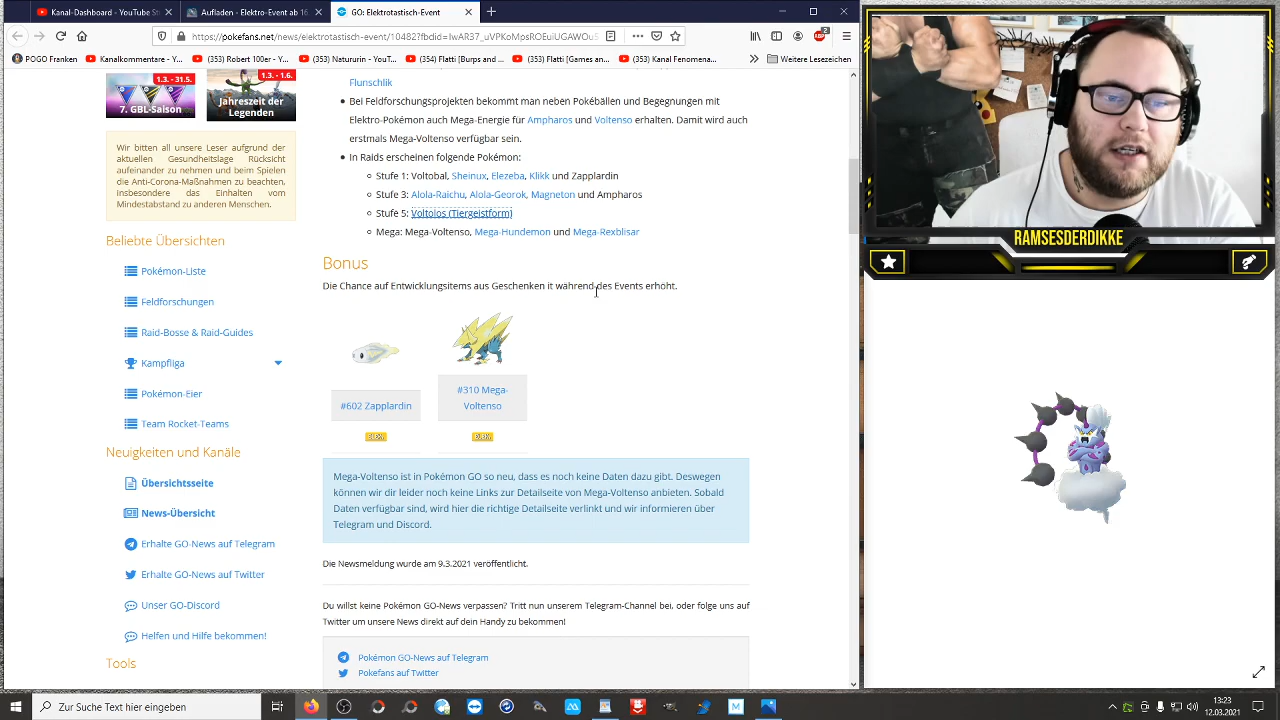 Kanal-Dashboard - YouTube St
Aufladen - Elektro-Event ab 16
POGO Franken
Kanalkommentare - Y...
(353) Robert 100er - Y...
(353) Naturon - YouT...
(354) Flatti [Burps and ...
(353) Flatti [Games an...
(353) Kanal Fenomena...
Weitere Lesezeichen
1.3. - 31.5.
7. GBL-Saison
1.3. - 1.6.
Jahreszeit der
Legenden
Wir bitten all unsere Leser aufgrund der
aktuellen Gesundheitslage Rücksicht
aufeinander zu nehmen und beim Spielen
die Anti-Corona-Maßnahmen zu beachten,
insbesondere das Einhalten vom
Mindestabstand zu anderen Menschen.
Beliebte Übersichten
Pokémon-Liste
Feldforschungen
Raid-Bosse & Raid-Guides
Kampfliga
Pokémon-Eier
Team Rocket-Teams
Neuigkeiten und Kanäle
Übersichtsseite
News-Übersicht
Erhalte GO-News auf Telegram
Erhalte GO-News auf Twitter
Unser GO-Discord
Helfen und Hilfe bekommen!
Tools
Flunschlik
Bei Feldforschungsprojekten bekommt man neben Pokébällen und Begegnungen mit
Elektro-Pokémon auch Mega-Energie für Ampharos und Voltenso erhalten. Damit wird auch
erstmals Mega-Voltenso verfügbar sein.
In Raids erscheinen folgende Pokémon:
Stufe 1: Voltobal, Sheinux, Elezeba, Klikk und Zapplardin
Stufe 3: Alola-Raichu, Alola-Georok, Magneton und Ampharos
Stufe 5: Voltolos (Tiergeistform)
Mega: Mega-Voltenso, Mega-Hundemon und Mega-Rexblisar
Bonus
Die Chance auf Entwicklungsitems aus Geschenken ist während des Events erhöht.
#602 Zapplardin
#310 Mega-
Voltenso
Mega-Voltenso ist in Pokémon GO so neu, dass es noch keine Daten dazu gibt. Deswegen
können wir dir leider noch keine Links zur Detailseite von Mega-Voltenso anbieten. Sobald
Daten verfügbar sind, wird hier die richtige Detailseite verlinkt und wir informieren über
Telegram und Discord.
Die Newsmeldung wurde am 9.3.2021 veröffentlicht.
Du willst keine Pokémon GO-News verpassen? Tritt nun unserem Telegram-Channel bei, oder folge uns auf
Twitter um unsere News direkt auf dein Handy zu bekommen!
Pokémon GO-News auf Telegram
Pokefans auf Twitter
RAMSESDERDIKKE
Zur Suche Text hier eingeben
13:23
12.03.2021